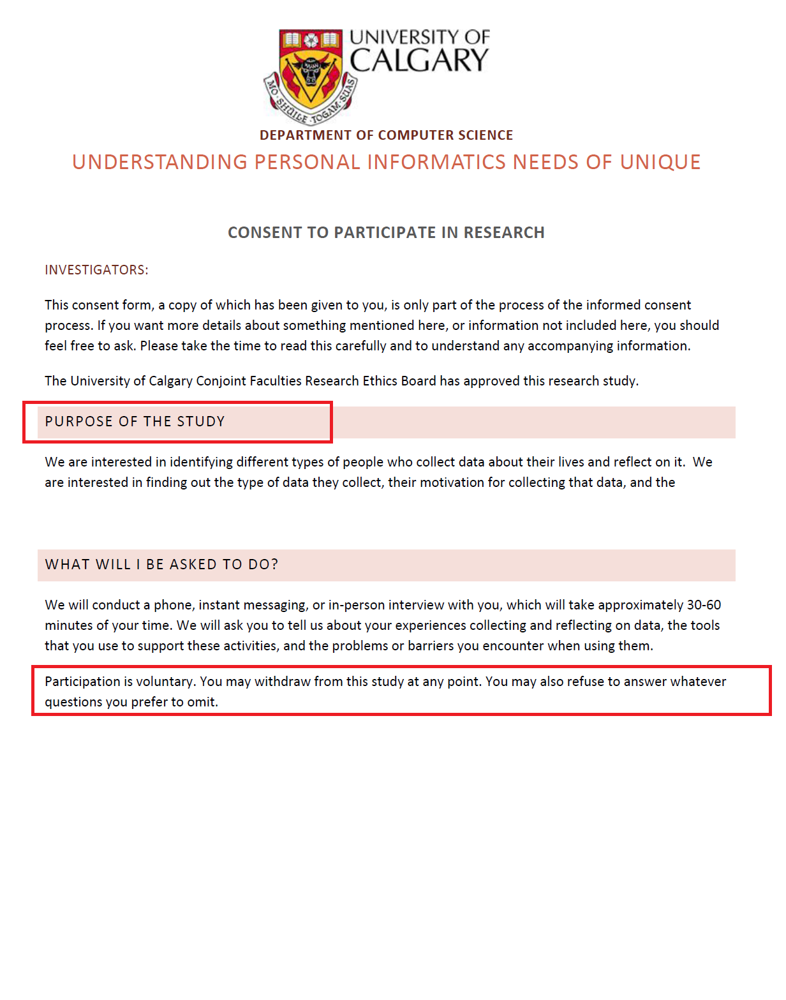 UNIVERSITY OF
CALGARY
MO · SHÙILE · TOGAM · SUAS
DEPARTMENT OF COMPUTER SCIENCE
UNDERSTANDING PERSONAL INFORMATICS NEEDS OF UNIQUE
CONSENT TO PARTICIPATE IN RESEARCH
INVESTIGATORS:
This consent form, a copy of which has been given to you, is only part of the process of the informed consent
process. If you want more details about something mentioned here, or information not included here, you should
feel free to ask. Please take the time to read this carefully and to understand any accompanying information.
The University of Calgary Conjoint Faculties Research Ethics Board has approved this research study.
PURPOSE OF THE STUDY
We are interested in identifying different types of people who collect data about their lives and reflect on it.  We
are interested in finding out the type of data they collect, their motivation for collecting that data, and the
WHAT WILL I BE ASKED TO DO?
We will conduct a phone, instant messaging, or in-person interview with you, which will take approximately 30-60
minutes of your time. We will ask you to tell us about your experiences collecting and reflecting on data, the tools
that you use to support these activities, and the problems or barriers you encounter when using them.
Participation is voluntary. You may withdraw from this study at any point. You may also refuse to answer whatever
questions you prefer to omit.